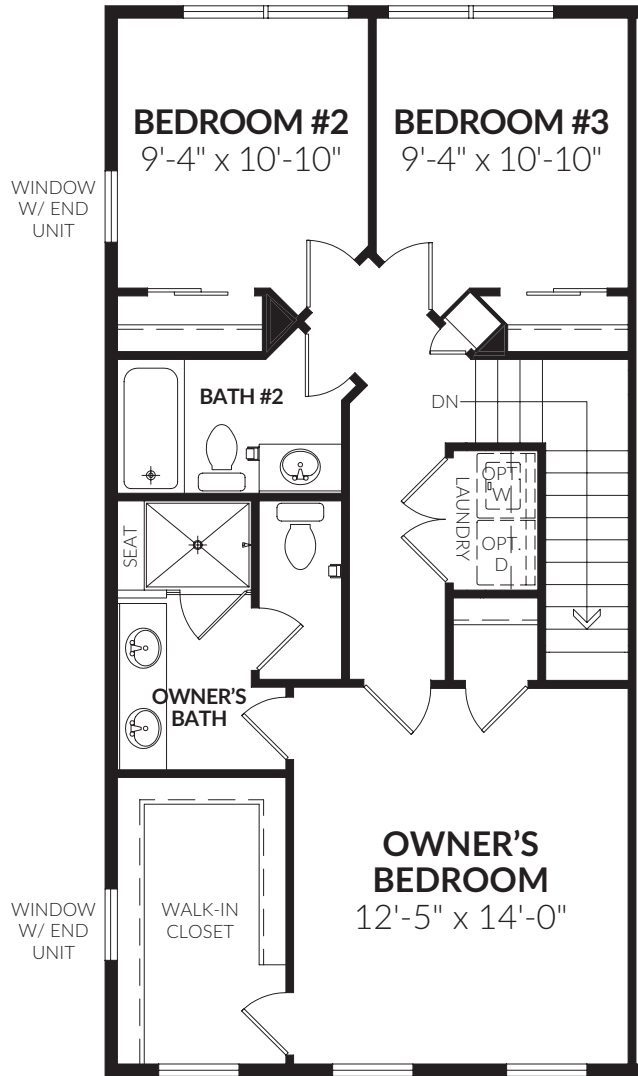 BEDROOM #2
9'-4" x 10'-10"
BEDROOM #3
9'-4" x 10'-10"
WINDOW
W/ END
UNIT
BATH #2
DN
OPT.
W
LAUNDRY
OPT.
D
SEAT
OWNER'S
BATH
OWNER'S
BEDROOM
12'-5" x 14'-0"
WINDOW
W/ END
UNIT
WALK-IN
CLOSET